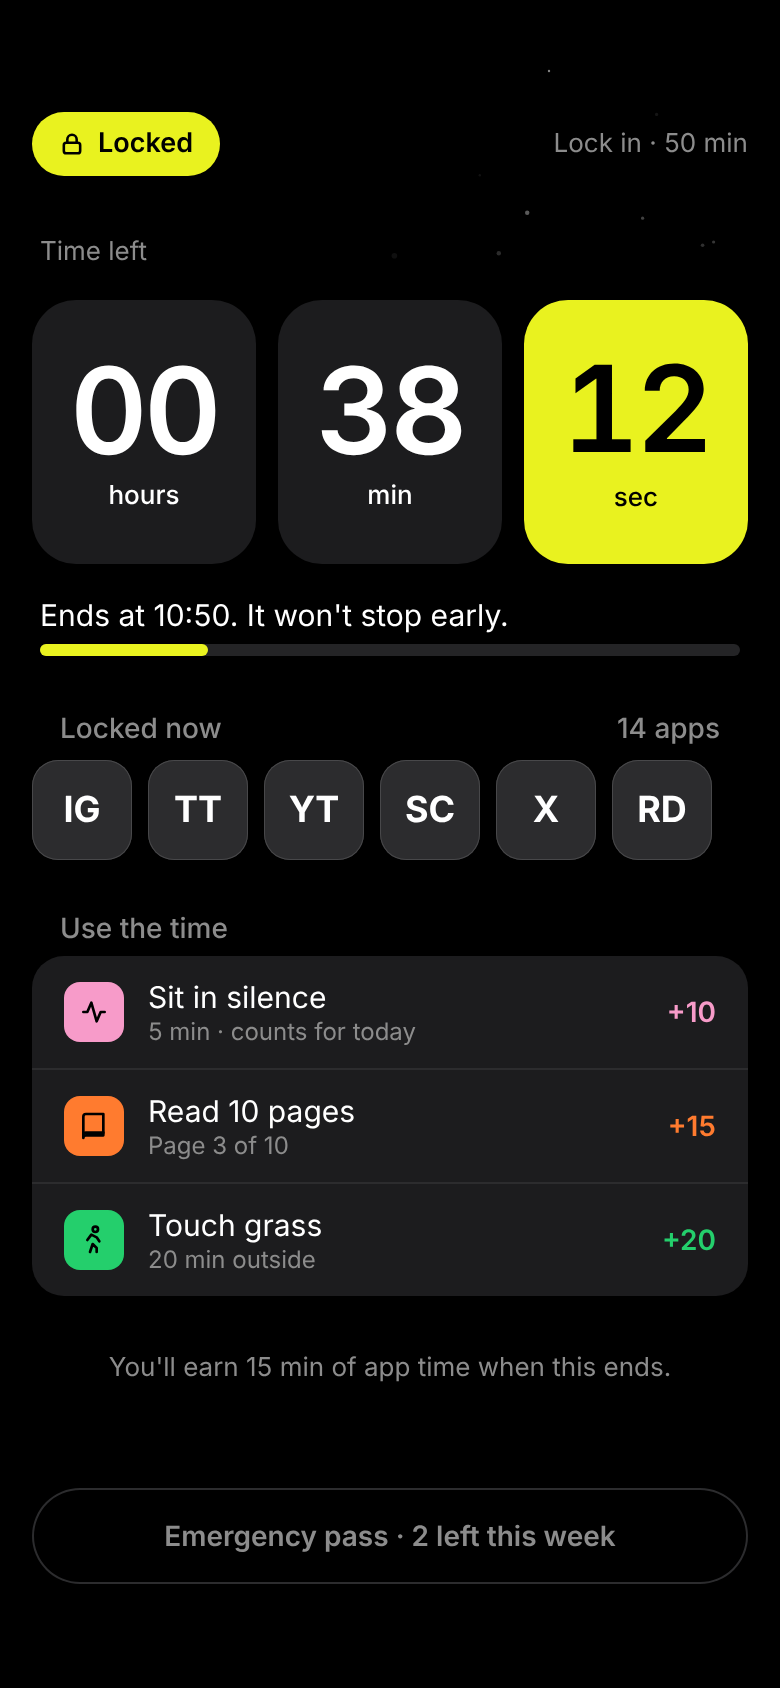 Locked
Lock in · 50 min
Time left
00
hours
38
min
12
sec
Ends at 10:50. It won't stop early.
Locked now
14 apps
IG TT YT SC X RD
Use the time
Sit in silence
5 min · counts for today
+10
Read 10 pages
Page 3 of 10
+15
Touch grass
20 min outside
+20
You'll earn 15 min of app time when this ends.
Emergency pass · 2 left this week